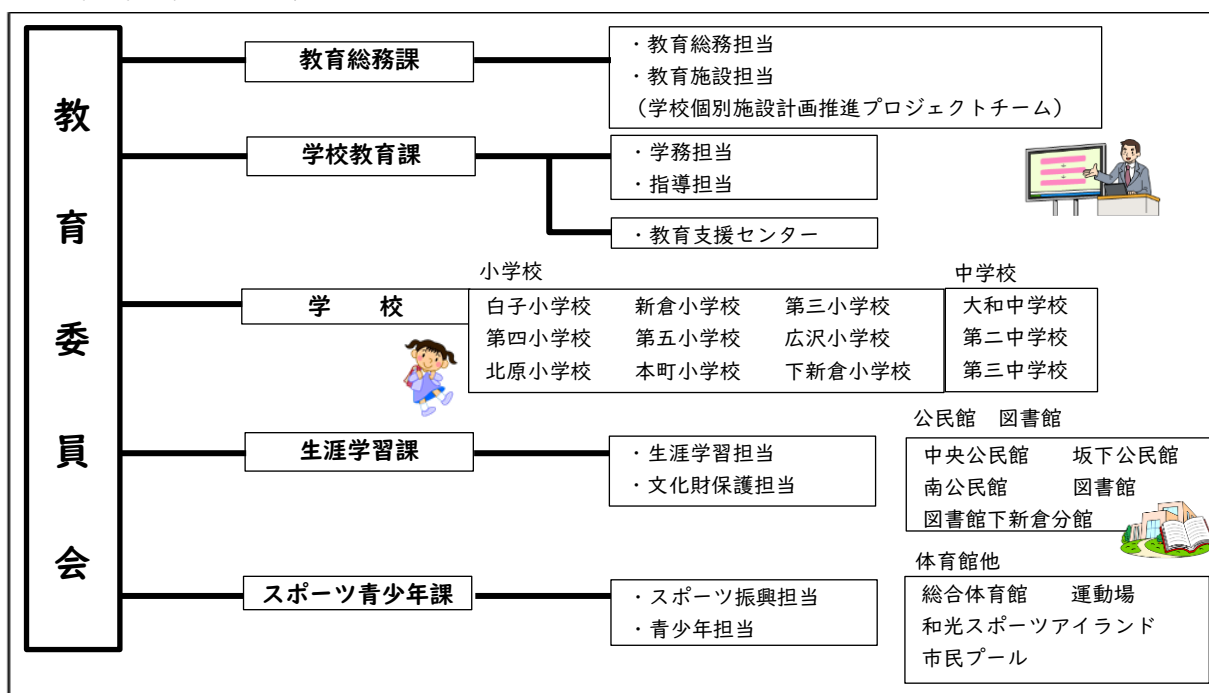 教育委員会
教育総務課
・教育総務担当
・教育施設担当
（学校個別施設計画推進プロジェクトチーム）
学校教育課
・学務担当
・指導担当
・教育支援センター
学　　校
小学校
白子小学校　新倉小学校　第三小学校
第四小学校　第五小学校　広沢小学校
北原小学校　本町小学校　下新倉小学校
中学校
大和中学校
第二中学校
第三中学校
生涯学習課
・生涯学習担当
・文化財保護担当
公民館　図書館
中央公民館　坂下公民館
南公民館　図書館
図書館下新倉分館
スポーツ青少年課
・スポーツ振興担当
・青少年担当
体育館他
総合体育館　運動場
和光スポーツアイランド
市民プール